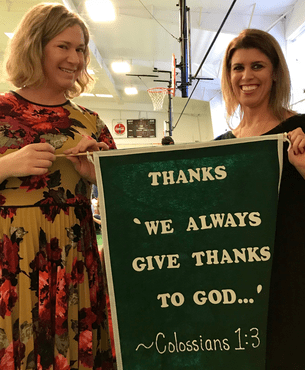 THANKS
'WE ALWAYS
GIVE THANKS
TO GOD...'
~Colossians 1:3